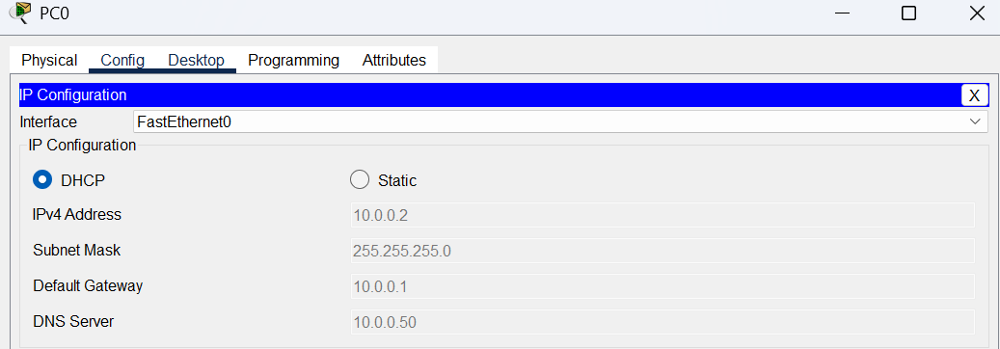 PC0
Physical Config Desktop Programming Attributes
IP Configuration X
Interface FastEthernet0
IP Configuration
DHCP Static
IPv4 Address 10.0.0.2
Subnet Mask 255.255.255.0
Default Gateway 10.0.0.1
DNS Server 10.0.0.50